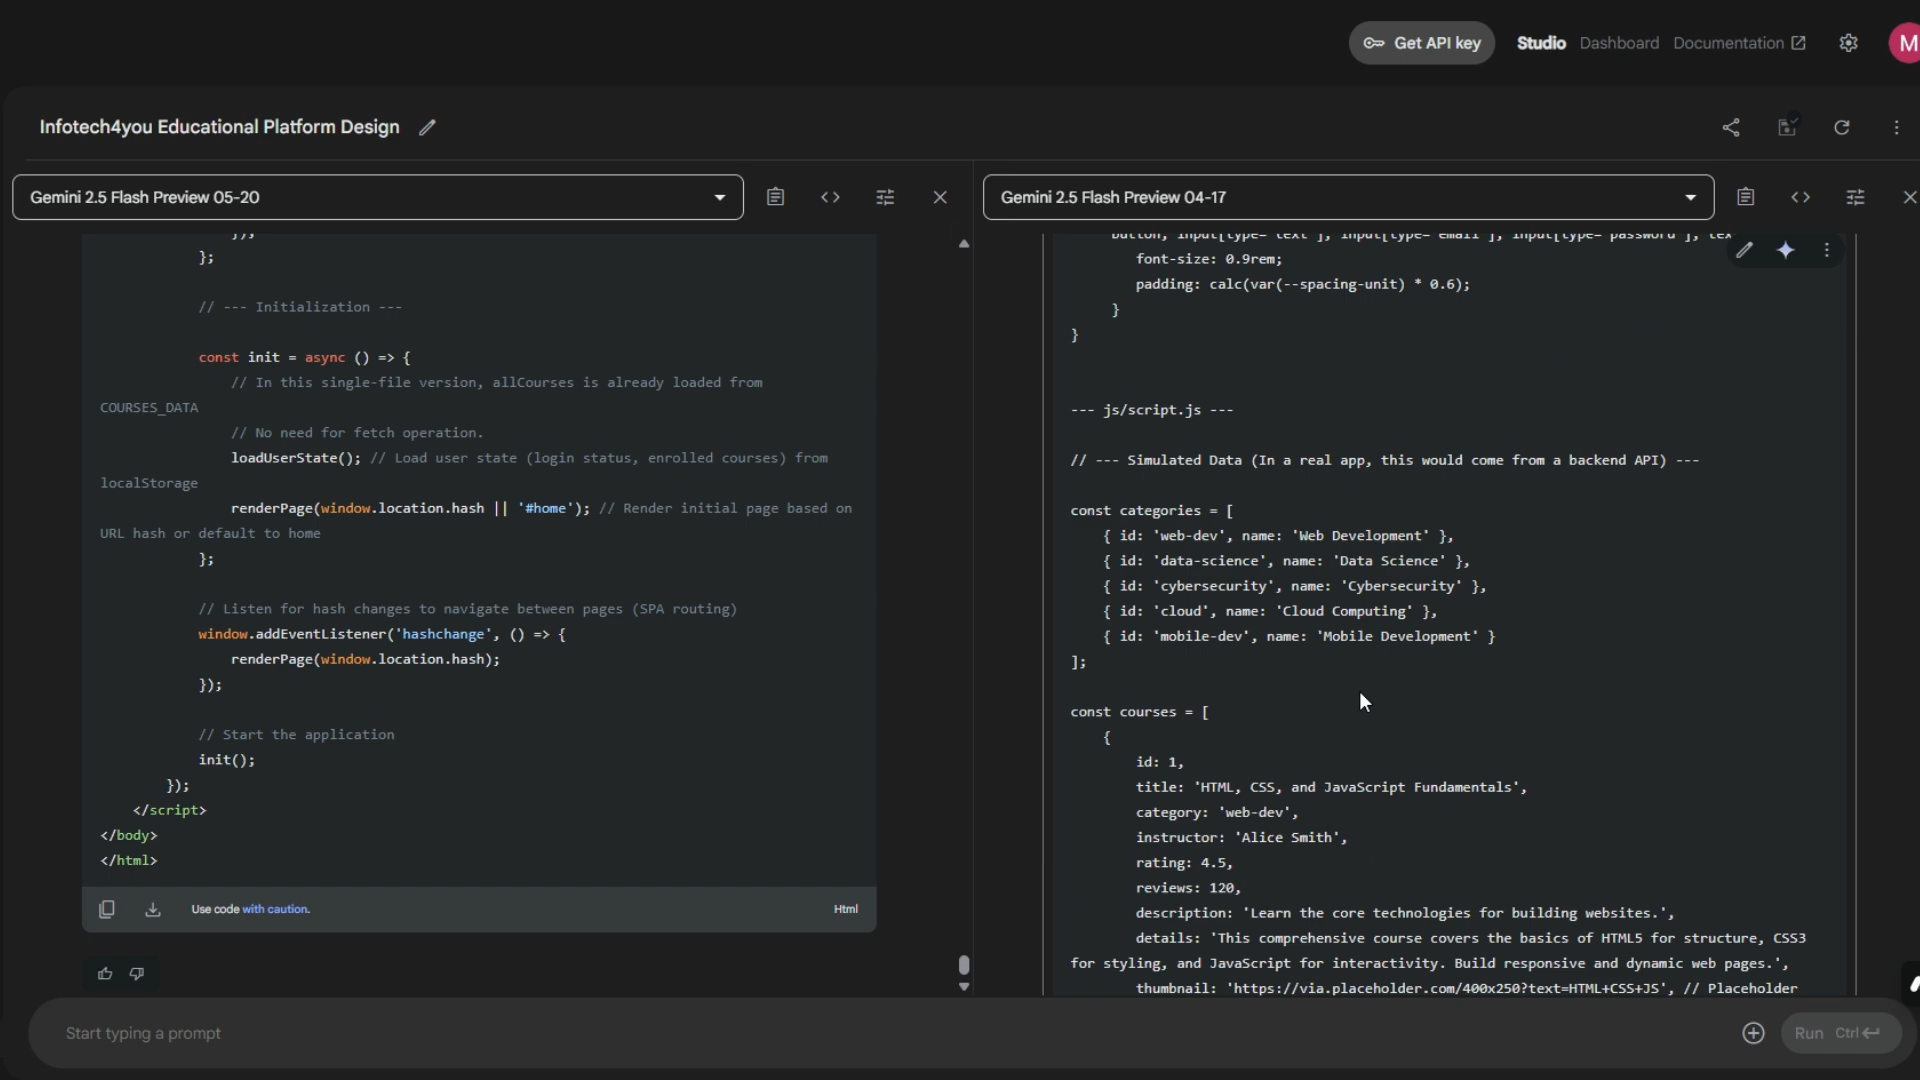 Get API key
Studio
Dashboard
Documentation
M
Infotech4you Educational Platform Design
Gemini 2.5 Flash Preview 05-20
};
// --- Initialization ---
const init = async () => {
// In this single-file version, allCourses is already loaded from
COURSES_DATA
// No need for fetch operation.
loadUserState(); // Load user state (login status, enrolled courses) from
localStorage
renderPage(window.location.hash || '#home'); // Render initial page based on
URL hash or default to home
};
// Listen for hash changes to navigate between pages (SPA routing)
window.addEventListener('hashchange', () => {
renderPage(window.location.hash);
});
// Start the application
init();
});
</script>
</body>
</html>
Use code with caution.
Html
Gemini 2.5 Flash Preview 04-17
button, input[type="text"], input[type="email"], input[type="password"],
font-size: 0.9rem;
padding: calc(var(--spacing-unit) * 0.6);
}
}
--- js/script.js ---
// --- Simulated Data (In a real app, this would come from a backend API) ---
const categories = [
{ id: 'web-dev', name: 'Web Development' },
{ id: 'data-science', name: 'Data Science' },
{ id: 'cybersecurity', name: 'Cybersecurity' },
{ id: 'cloud', name: 'Cloud Computing' },
{ id: 'mobile-dev', name: 'Mobile Development' }
];
const courses = [
{
id: 1,
title: 'HTML, CSS, and JavaScript Fundamentals',
category: 'web-dev',
instructor: 'Alice Smith',
rating: 4.5,
reviews: 120,
description: 'Learn the core technologies for building websites.',
details: 'This comprehensive course covers the basics of HTML5 for structure, CSS3
for styling, and JavaScript for interactivity. Build responsive and dynamic web pages.',
thumbnail: 'https://via.placeholder.com/400x250?text=HTML+CSS+JS', // Placeholder
Start typing a prompt
Run Ctrl